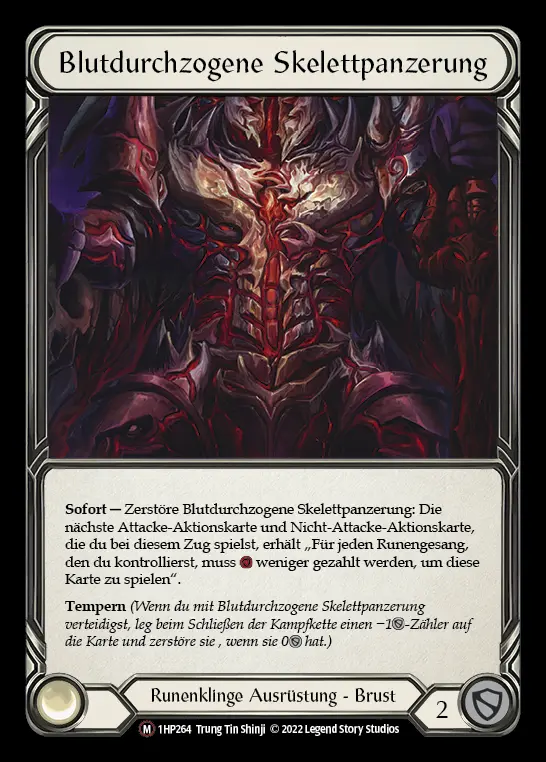 Blutdurchzogene Skelettpanzerung
Sofort — Zerstöre Blutdurchzogene Skelettpanzerung: Die
nächste Attacke-Aktionskarte und Nicht-Attacke-Aktionskarte,
die du bei diesem Zug spielst, erhält „Für jeden Runengesang,
den du kontrollierst, muss weniger gezahlt werden, um diese
Karte zu spielen“.
Tempern (Wenn du mit Blutdurchzogene Skelettpanzerung
verteidigst, leg beim Schließen der Kampfkette einen −1-Zähler auf
die Karte und zerstöre sie , wenn sie 0 hat.)
Runenklinge Ausrüstung - Brust
2
M 1HP264 Trung Tin Shinji © 2022 Legend Story Studios